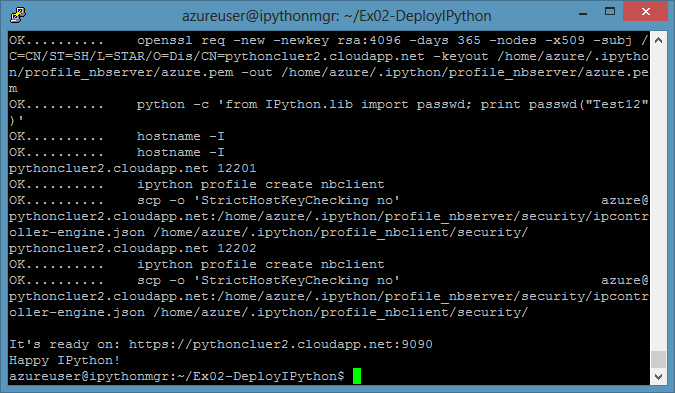 azureuser@ipythonmgr: ~/Ex02-DeployIPython
OK..........    openssl req -new -newkey rsa:4096 -days 365 -nodes -x509 -subj /
C=CN/ST=SH/L=STAR/O=Dis/CN=pythoncluer2.cloudapp.net -keyout /home/azure/.ipytho
n/profile_nbserver/azure.pem -out /home/azure/.ipython/profile_nbserver/azure.pe
m
OK..........    python -c 'from IPython.lib import passwd; print passwd("Test12"
)'
OK..........    hostname -I
OK..........    hostname -I
pythoncluer2.cloudapp.net 12201
OK..........    ipython profile create nbclient
OK..........    scp -o 'StrictHostKeyChecking no'                         azure@
pythoncluer2.cloudapp.net:/home/azure/.ipython/profile_nbserver/security/ipcontr
oller-engine.json /home/azure/.ipython/profile_nbclient/security/
pythoncluer2.cloudapp.net 12202
OK..........    ipython profile create nbclient
OK..........    scp -o 'StrictHostKeyChecking no'                         azure@
pythoncluer2.cloudapp.net:/home/azure/.ipython/profile_nbserver/security/ipcontr
oller-engine.json /home/azure/.ipython/profile_nbclient/security/
It's ready on: https://pythoncluer2.cloudapp.net:9090
Happy IPython!
azureuser@ipythonmgr:~/Ex02-DeployIPython$